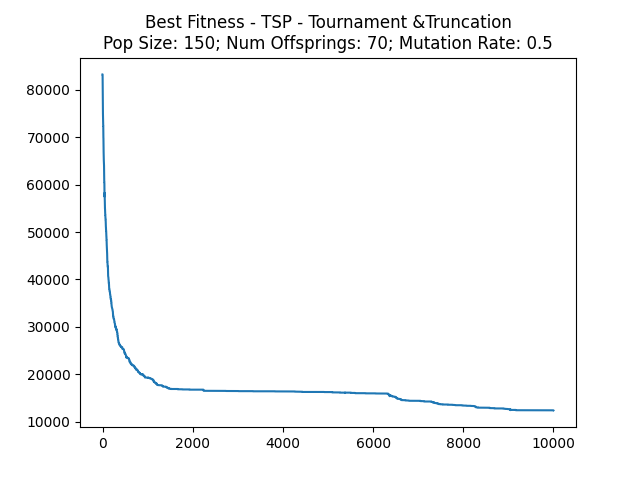 Best Fitness - TSP - Tournament &Truncation
Pop Size: 150; Num Offsprings: 70; Mutation Rate: 0.5
80000
70000
60000
50000
40000
30000
20000
10000
0 2000 4000 6000 8000 10000